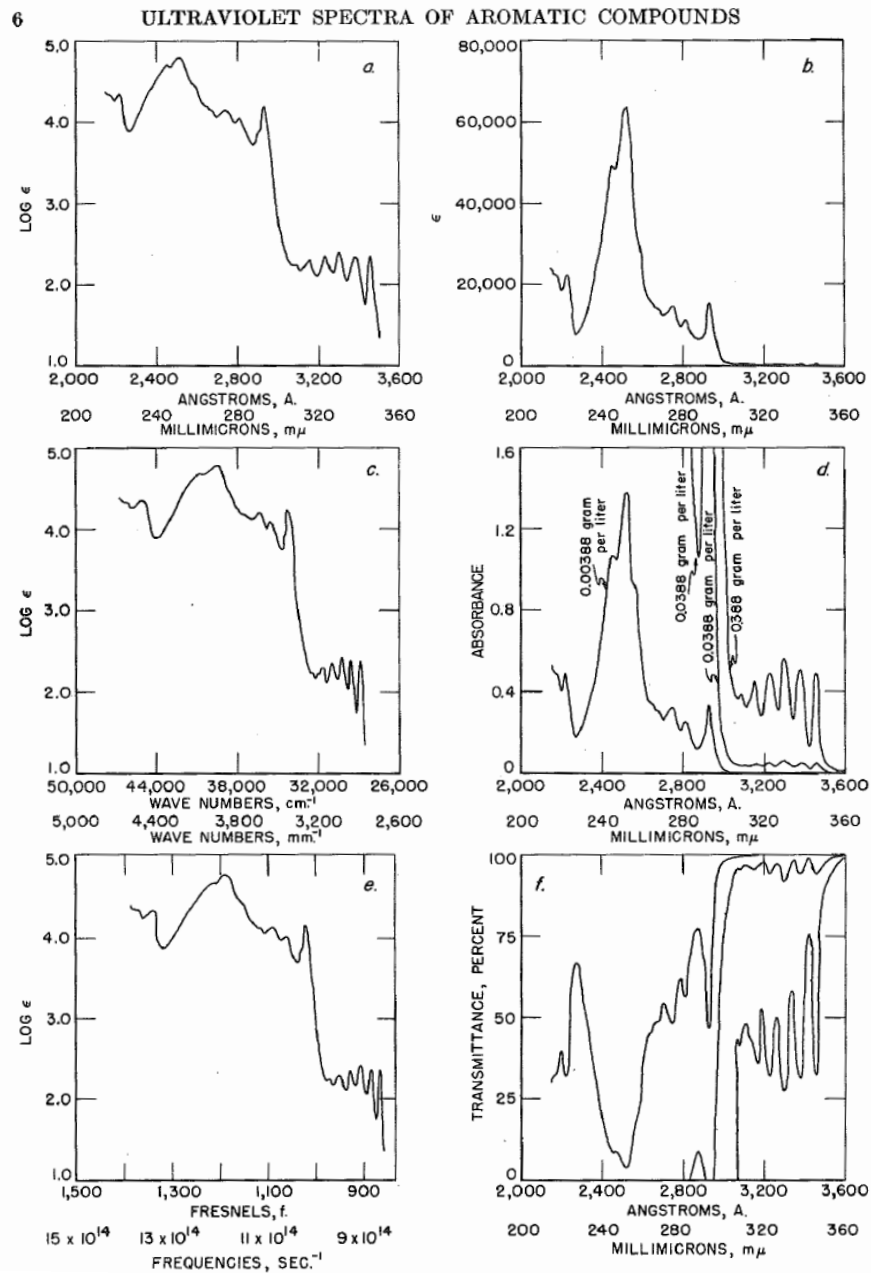 6 ULTRAVIOLET SPECTRA OF AROMATIC COMPOUNDS
5.0
4.0
3.0
2.0
1.0
LOG ϵ
a.
2,000 2,400 2,800 3,200 3,600
ANGSTROMS, A.
200 240 280 320 360
MILLIMICRONS, mμ
80,000
60,000
40,000
20,000
0
ϵ
b.
2,000 2,400 2,800 3,200 3,600
ANGSTROMS, A.
200 240 280 320 360
MILLIMICRONS, mμ
5.0
4.0
3.0
2.0
1.0
LOG ϵ
c.
50,000 44,000 38,000 32,000 26,000
WAVE NUMBERS, cm.⁻¹
5,000 4,400 3,800 3,200 2,600
WAVE NUMBERS, mm.⁻¹
1.6
1.2
0.8
0.4
0
ABSORBANCE
d.
0.00388 gram
per liter
0.0388 gram per liter
0.0388 gram per liter
0.388 gram per liter
2,000 2,400 2,800 3,200 3,600
ANGSTROMS, A.
200 240 280 320 360
MILLIMICRONS, mμ
5.0
4.0
3.0
2.0
1.0
LOG ϵ
e.
1,500 1,300 1,100 900
FRESNELS, f.
15 x 10¹⁴ 13 x 10¹⁴ 11 x 10¹⁴ 9 x 10¹⁴
FREQUENCIES, SEC.⁻¹
100
75
50
25
0
TRANSMITTANCE, PERCENT
f.
2,000 2,400 2,800 3,200 3,600
ANGSTROMS, A.
200 240 280 320 360
MILLIMICRONS, mμ